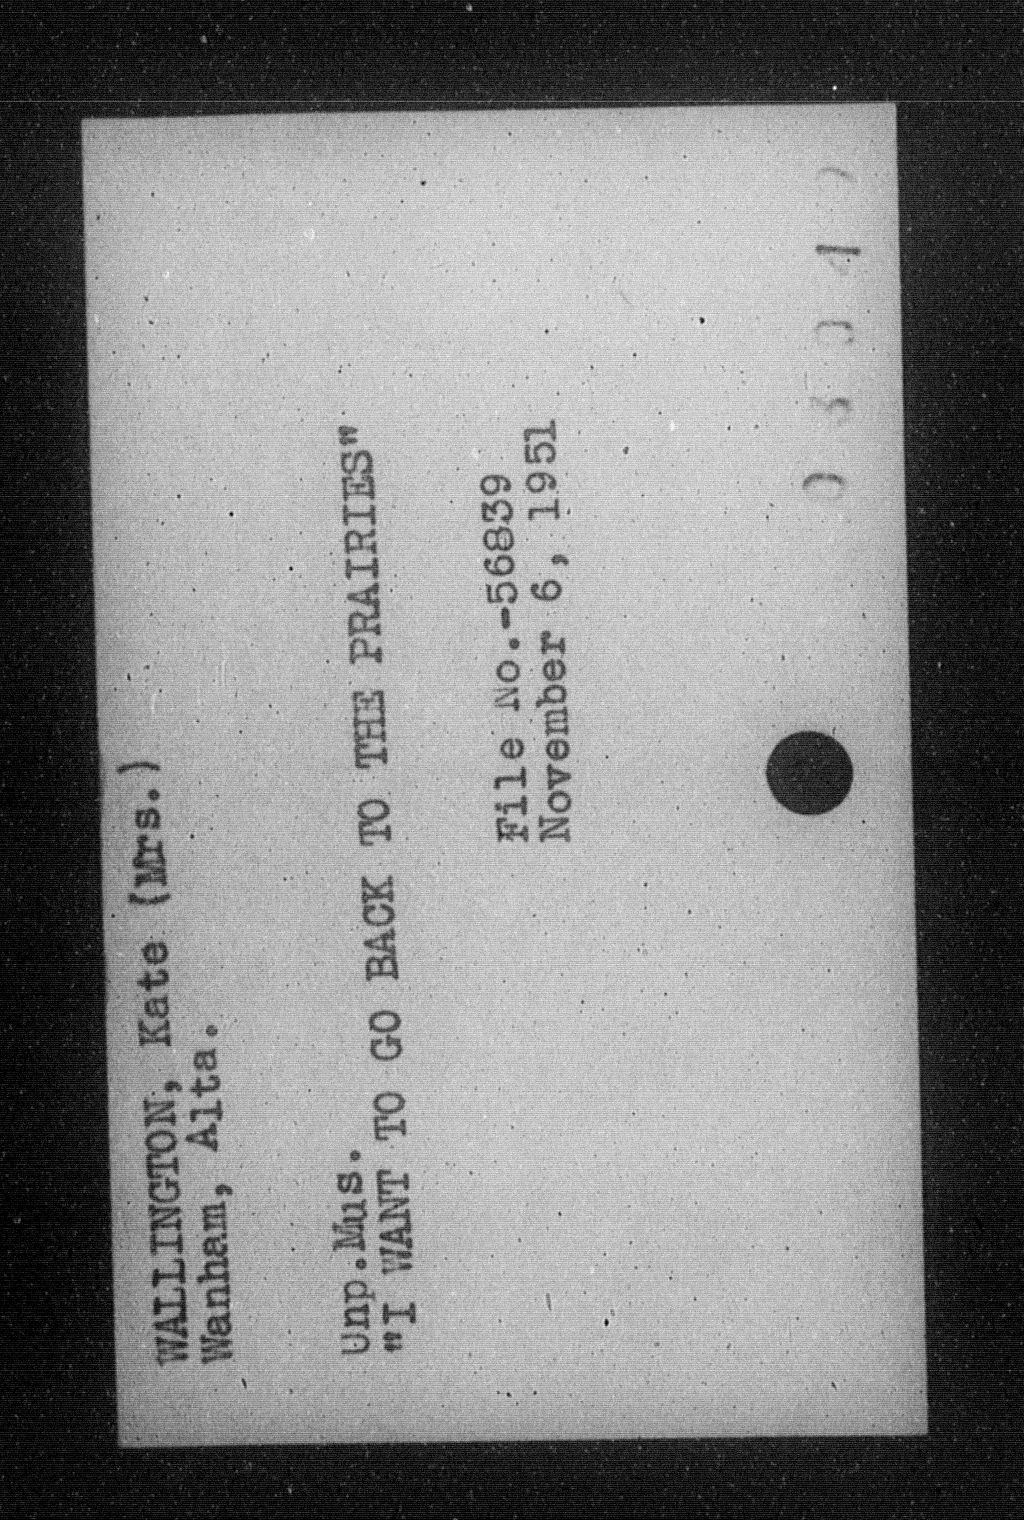 WALLINGTON, Kate (Mrs.)
Wanham, Alta.
Unp.Mus.
"I WANT TO GO BACK TO THE PRAIRIES"
File No.-56839
November 6, 1951